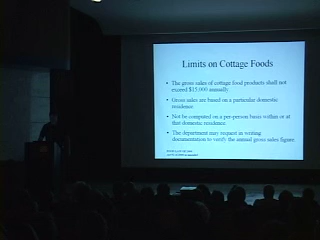 Limits on Cottage Foods
• The gross sales of cottage food products shall not
exceed $15,000 annually.
• Gross sales are based on a particular domestic
residence.
• Not be computed on a per-person basis within or at
that domestic residence.
• The department may request in writing
documentation to verify the annual gross sales figure.